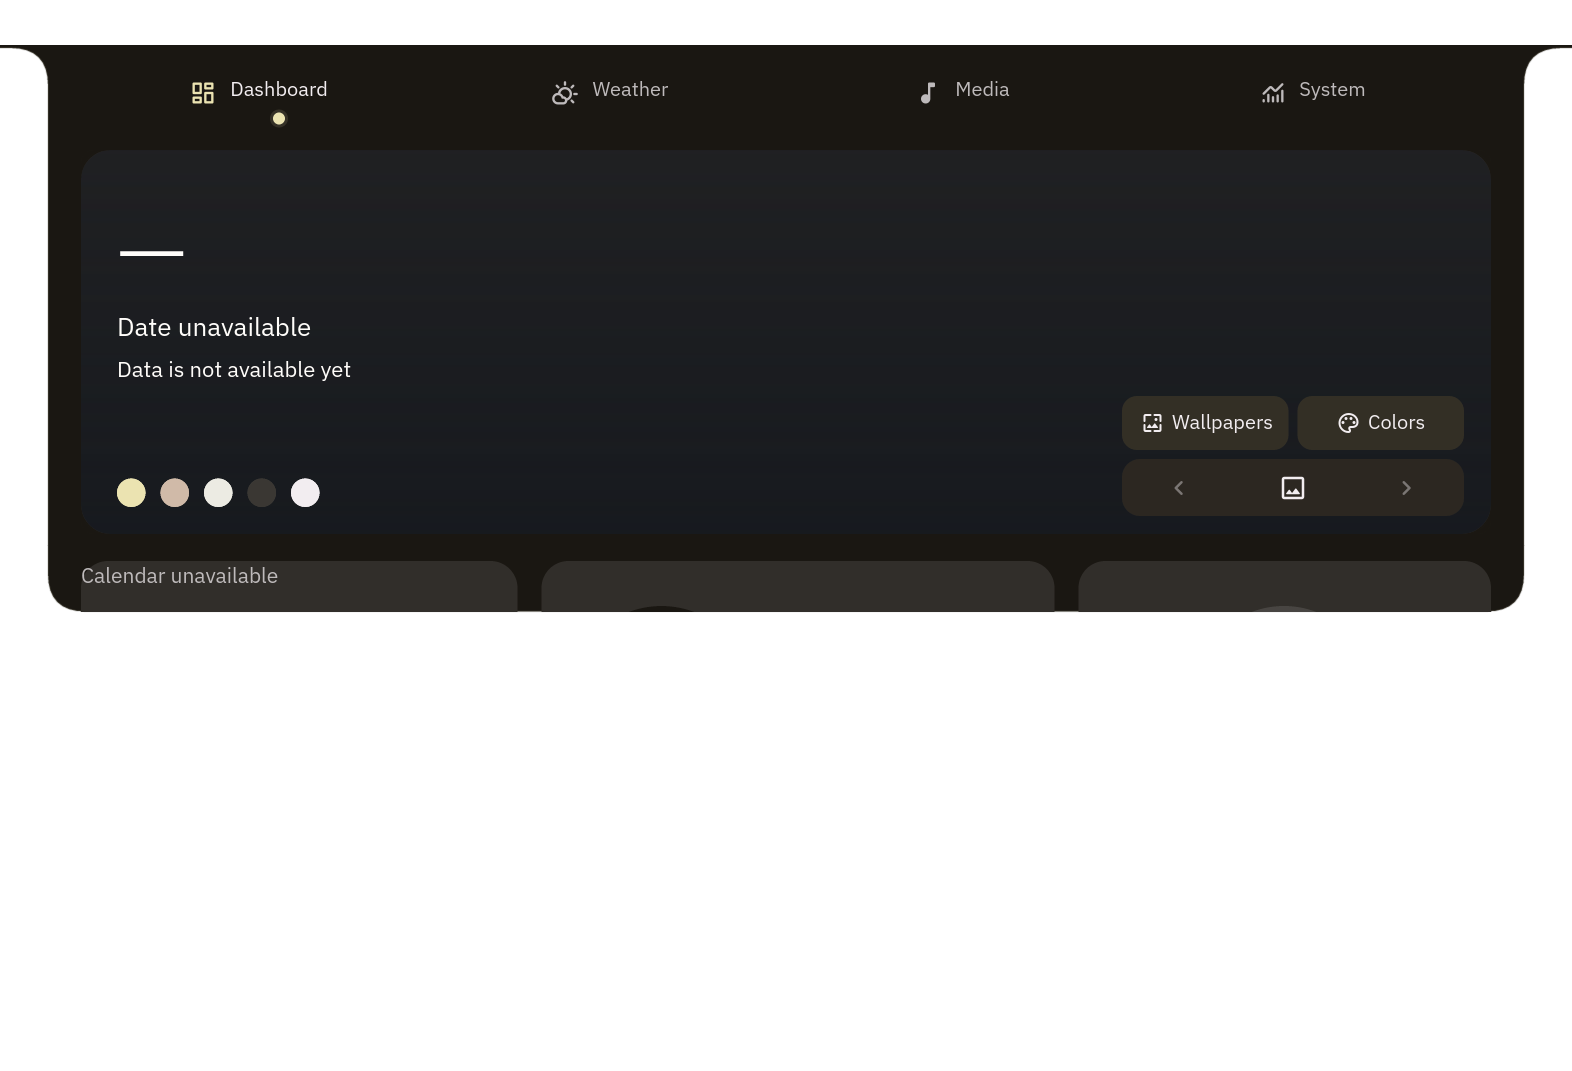 Dashboard
Weather
Media
System
Date unavailable
Data is not available yet
Wallpapers
Colors
Calendar unavailable